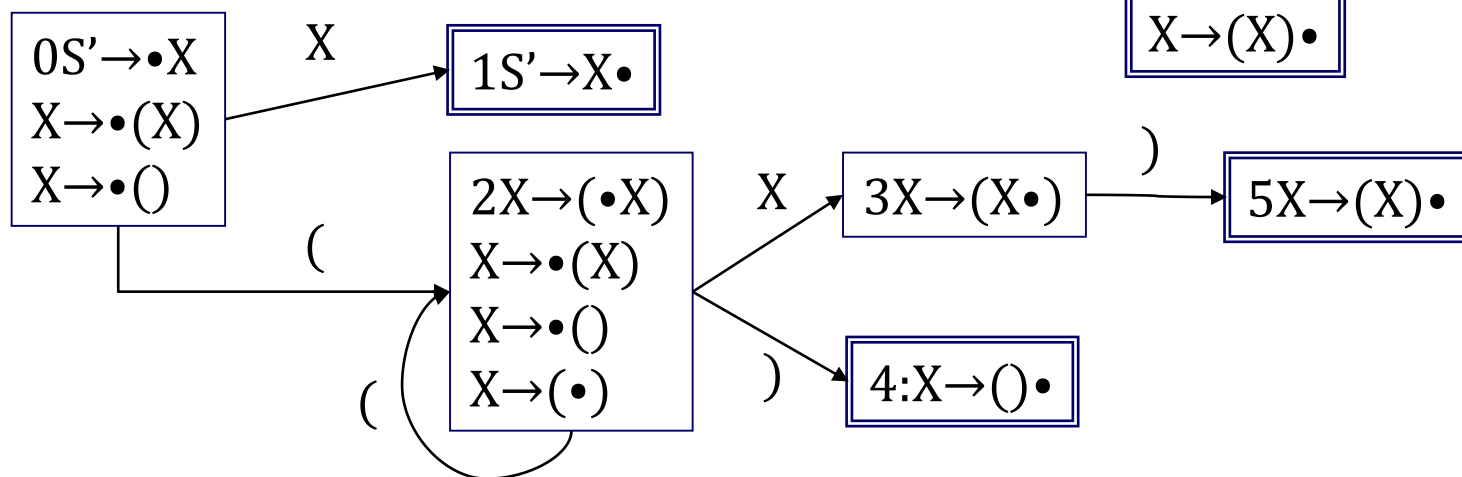 0S’→•X
X→•(X)
X→•()
X
1S’→X•
X→(X)•
(
2X→(•X)
X→•(X)
X→•()
X→(•)
(
X
3X→(X•)
)
5X→(X)•
)
4:X→()•